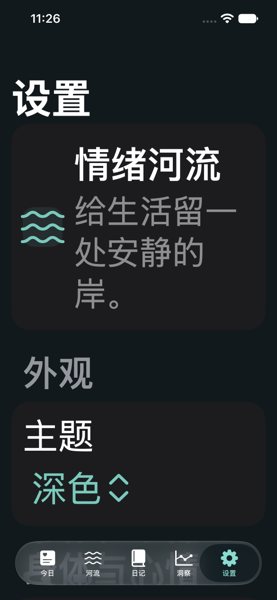 11:26
设置
情绪河流
给生活留一
处安静的
岸。
外观
主题
深色
今日
河流
日记
洞察
设置